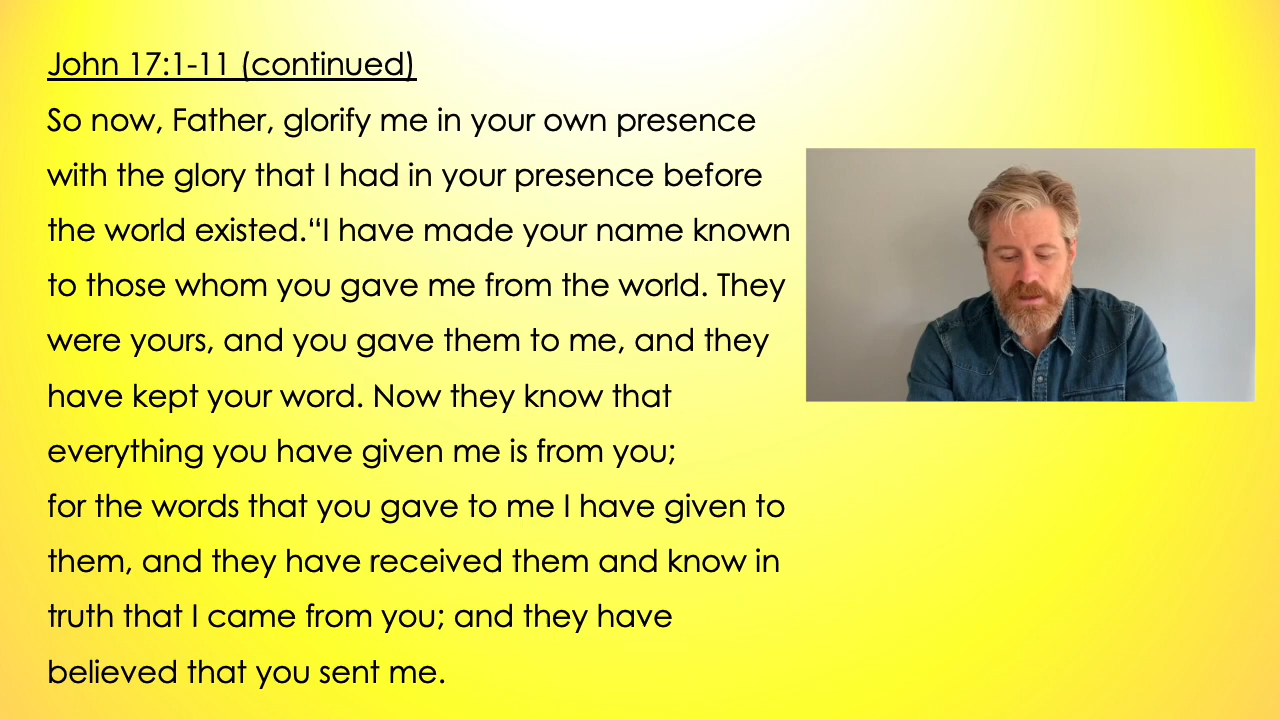 John 17:1-11 (continued)
So now, Father, glorify me in your own presence
with the glory that I had in your presence before
the world existed.“I have made your name known
to those whom you gave me from the world. They
were yours, and you gave them to me, and they
have kept your word. Now they know that
everything you have given me is from you;
for the words that you gave to me I have given to
them, and they have received them and know in
truth that I came from you; and they have
believed that you sent me.